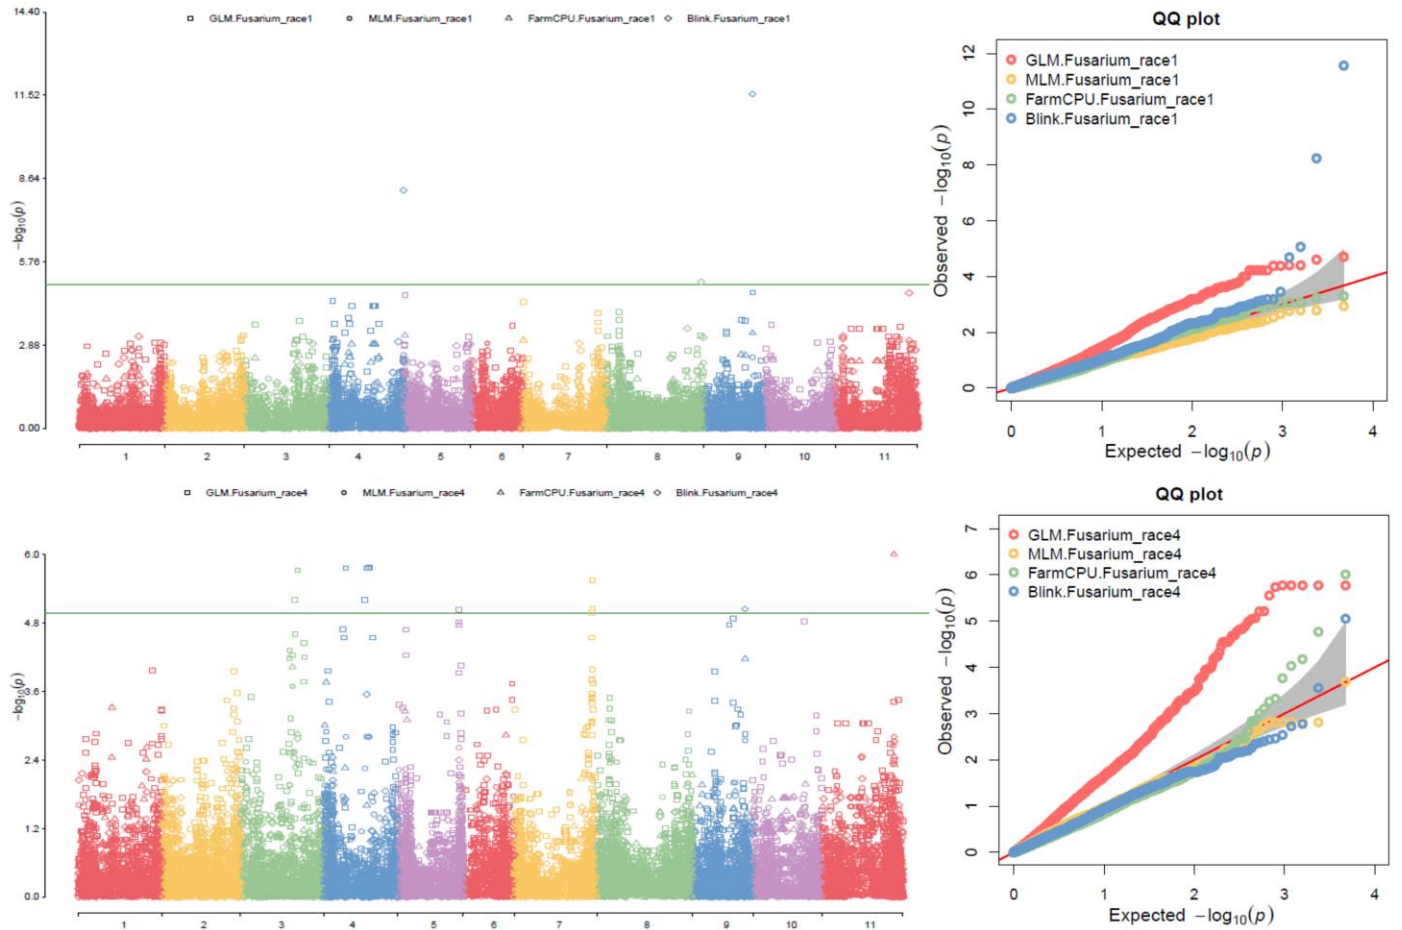 GLM.Fusarium_race1 MLM.Fusarium_race1 FarmCPU.Fusarium_race1 Blink.Fusarium_race1
14.40
11.52
8.64
5.76
2.88
0.00
−log10(p)
1 2 3 4 5 6 7 8 9 10 11
QQ plot
GLM.Fusarium_race1
MLM.Fusarium_race1
FarmCPU.Fusarium_race1
Blink.Fusarium_race1
12
10
8
6
4
2
0
Observed −log10(p)
0 1 2 3 4
Expected −log10(p)
GLM.Fusarium_race4 MLM.Fusarium_race4 FarmCPU.Fusarium_race4 Blink.Fusarium_race4
6.0
4.8
3.6
2.4
1.2
0.0
−log10(p)
1 2 3 4 5 6 7 8 9 10 11
QQ plot
GLM.Fusarium_race4
MLM.Fusarium_race4
FarmCPU.Fusarium_race4
Blink.Fusarium_race4
7
6
5
4
3
2
1
0
Observed −log10(p)
0 1 2 3 4
Expected −log10(p)